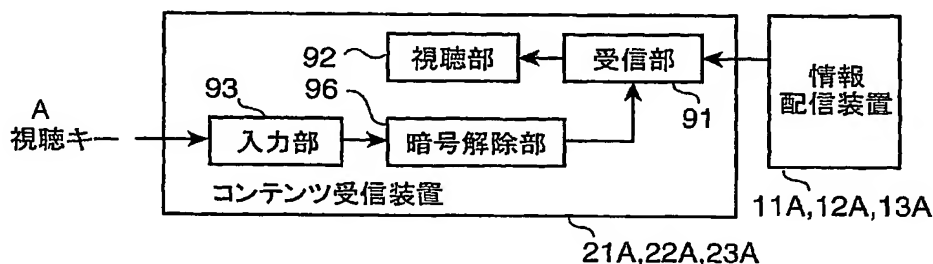 92
視聴部
受信部
情報
配信装置
93
96
91
A
視聴キー
入力部
暗号解除部
コンテンツ受信装置
11A,12A,13A
21A,22A,23A